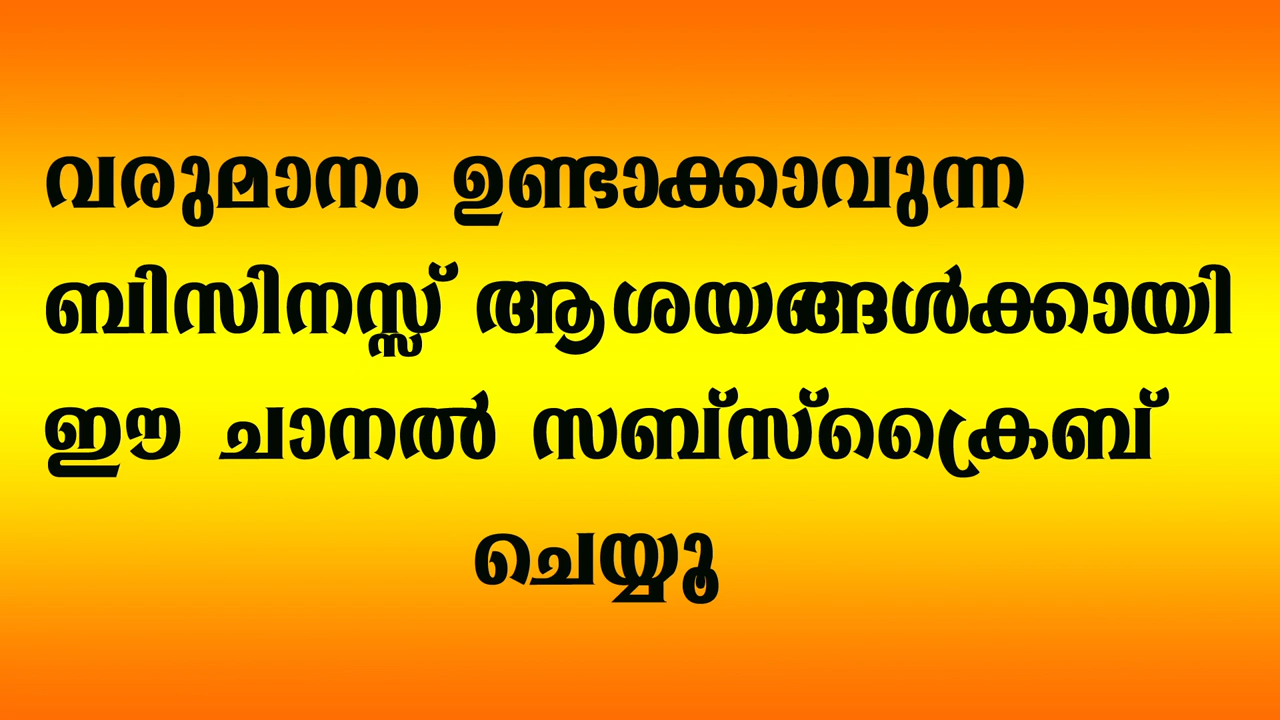 വരുമാനം ഉണ്ടാക്കാവുന്ന
ബിസിനസ്സ് ആശയങ്ങൾക്കായി
ഈ ചാനൽ സബ്സ്ക്രൈബ്
ചെയ്യൂ